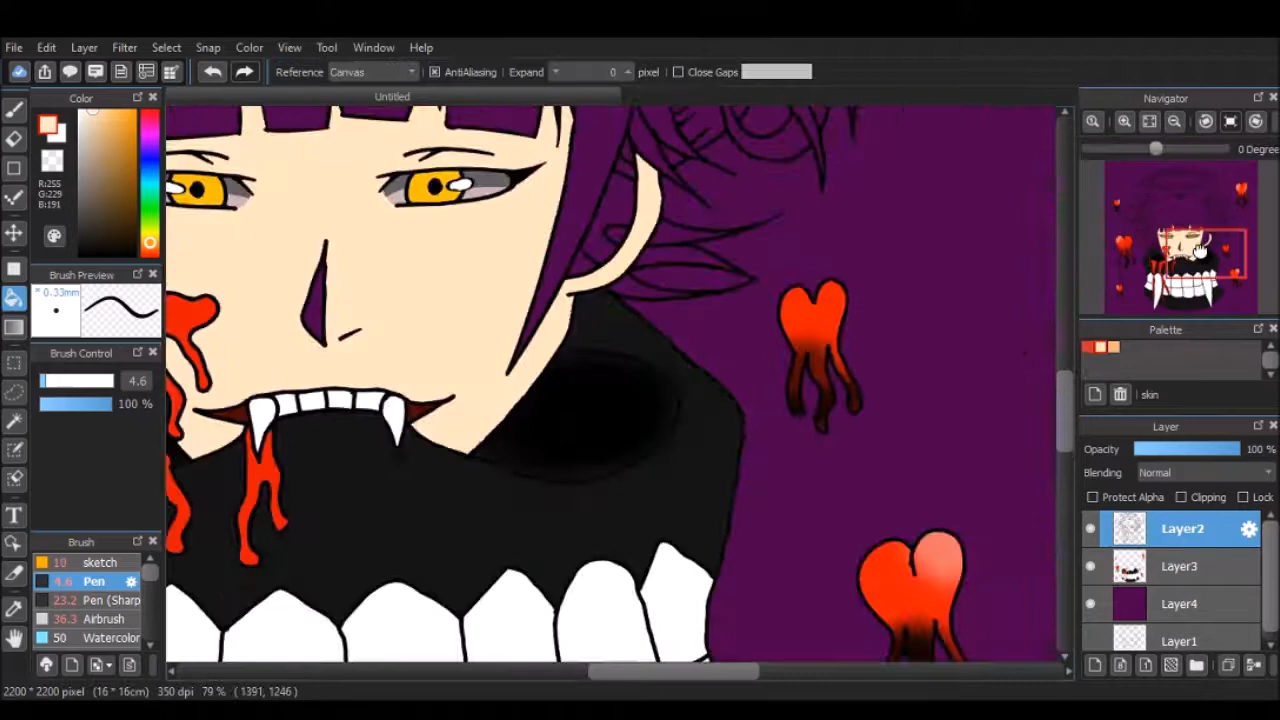 File Edit Layer Filter Select Snap Color View Tool Window Help
Reference Canvas AntiAliasing Expand 0 pixel Close Gaps
Color
Untitled
Navigator
R:255
G:229
B:191
0 Degree
Brush Preview
* 0.33mm
Palette
Brush Control
4.6
100 %
skin
Layer
Opacity 100 %
Blending Normal
Protect Alpha Clipping Lock
Layer2
Layer3
Layer4
Layer1
Brush
10 sketch
4.6 Pen
23.2 Pen (Sharp
36.3 Airbrush
50 Watercolor
2200 * 2200 pixel (16 * 16cm) 350 dpi 79 % ( 1391, 1246 )